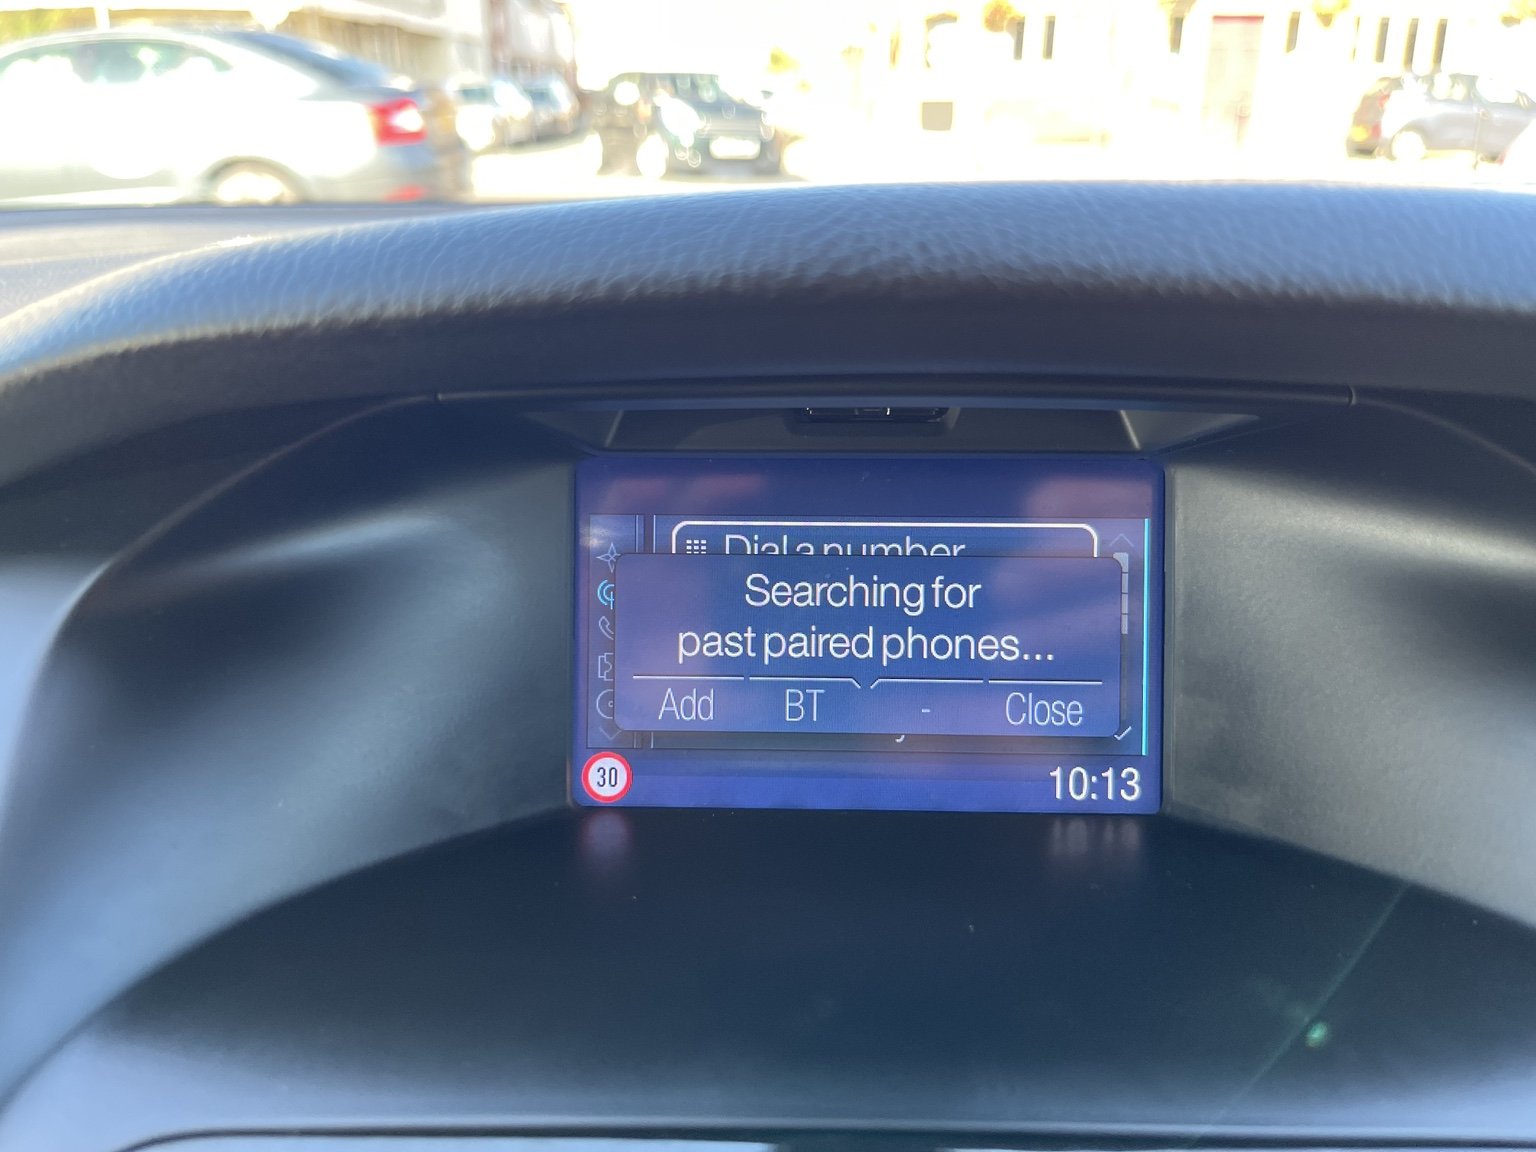 Dial a number
Searching for
past paired phones...
Add BT - Close
30 10:13